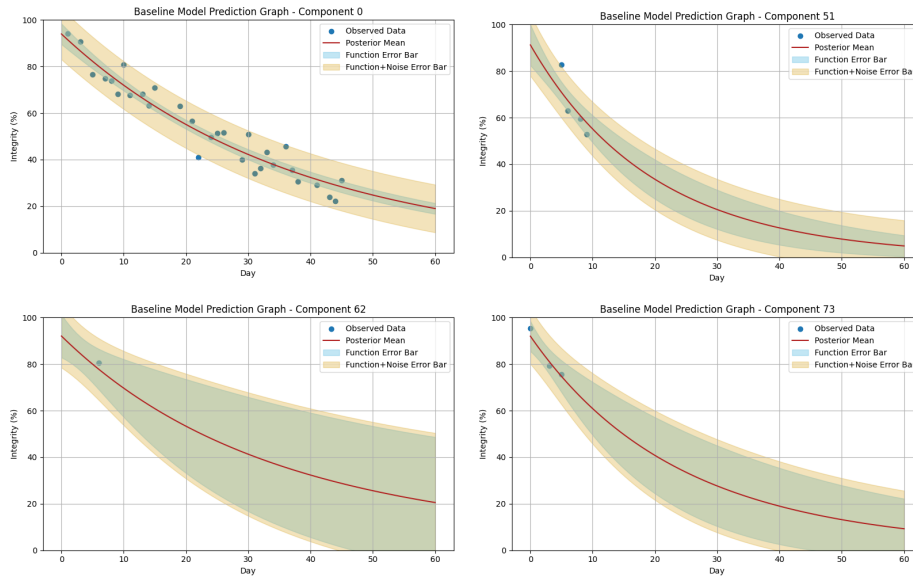 Baseline Model Prediction Graph - Component 0
Observed Data
Posterior Mean
Function Error Bar
Function+Noise Error Bar
Integrity (%)
100
80
60
40
20
0
0 10 20 30 40 50 60
Day
Baseline Model Prediction Graph - Component 51
Observed Data
Posterior Mean
Function Error Bar
Function+Noise Error Bar
Integrity (%)
100
80
60
40
20
0
0 10 20 30 40 50 60
Day
Baseline Model Prediction Graph - Component 62
Observed Data
Posterior Mean
Function Error Bar
Function+Noise Error Bar
Integrity (%)
100
80
60
40
20
0
0 10 20 30 40 50 60
Day
Baseline Model Prediction Graph - Component 73
Observed Data
Posterior Mean
Function Error Bar
Function+Noise Error Bar
Integrity (%)
100
80
60
40
20
0
0 10 20 30 40 50 60
Day